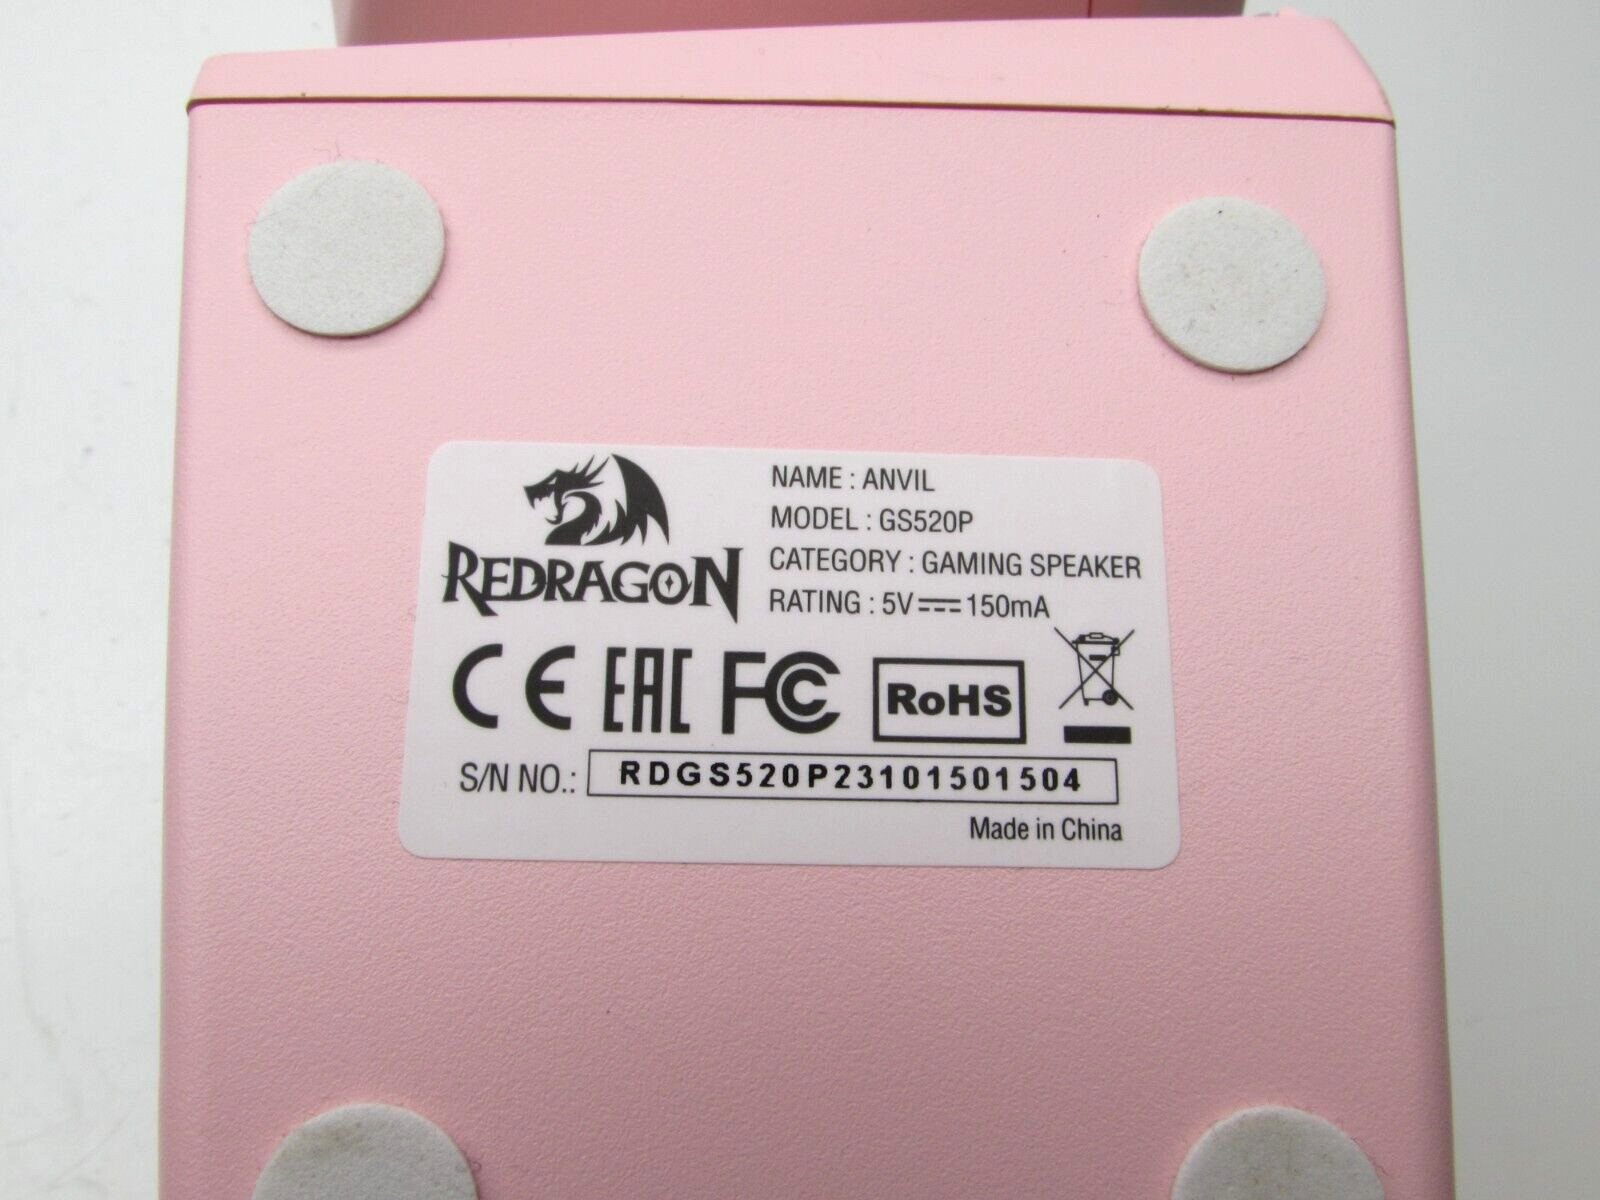 REDRAGON
NAME : ANVIL
MODEL : GS520P
CATEGORY : GAMING SPEAKER
RATING : 5V⎓150mA
CE EAC FC RoHS
S/N NO.: RDGS520P23101501504
Made in China